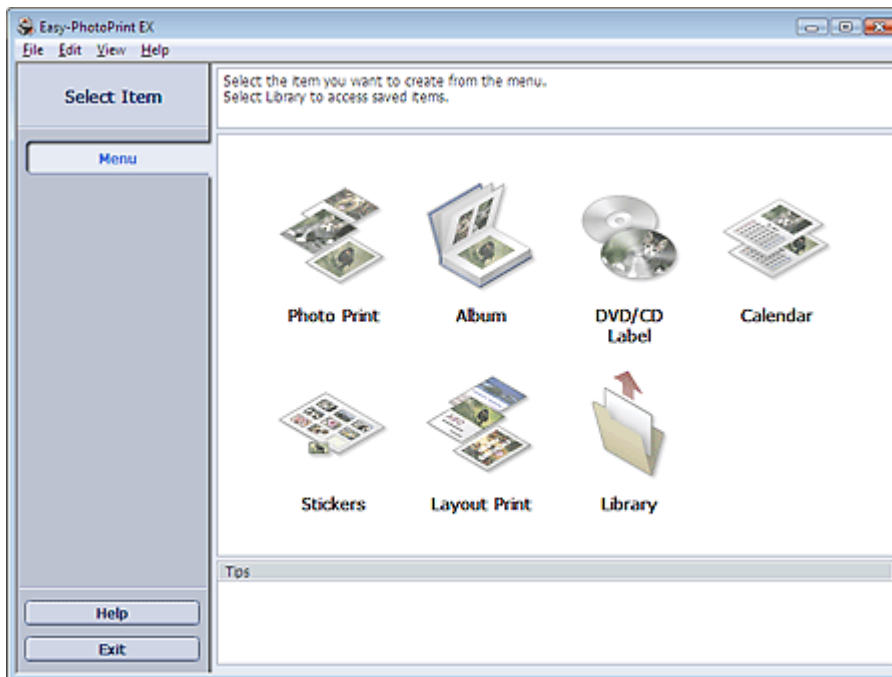 Easy-PhotoPrint EX
File Edit View Help
Select Item
Select the item you want to create from the menu.
Select Library to access saved items.
Menu
Photo Print
Album
DVD/CD
Label
Calendar
Stickers
Layout Print
Library
Tips
Help
Exit